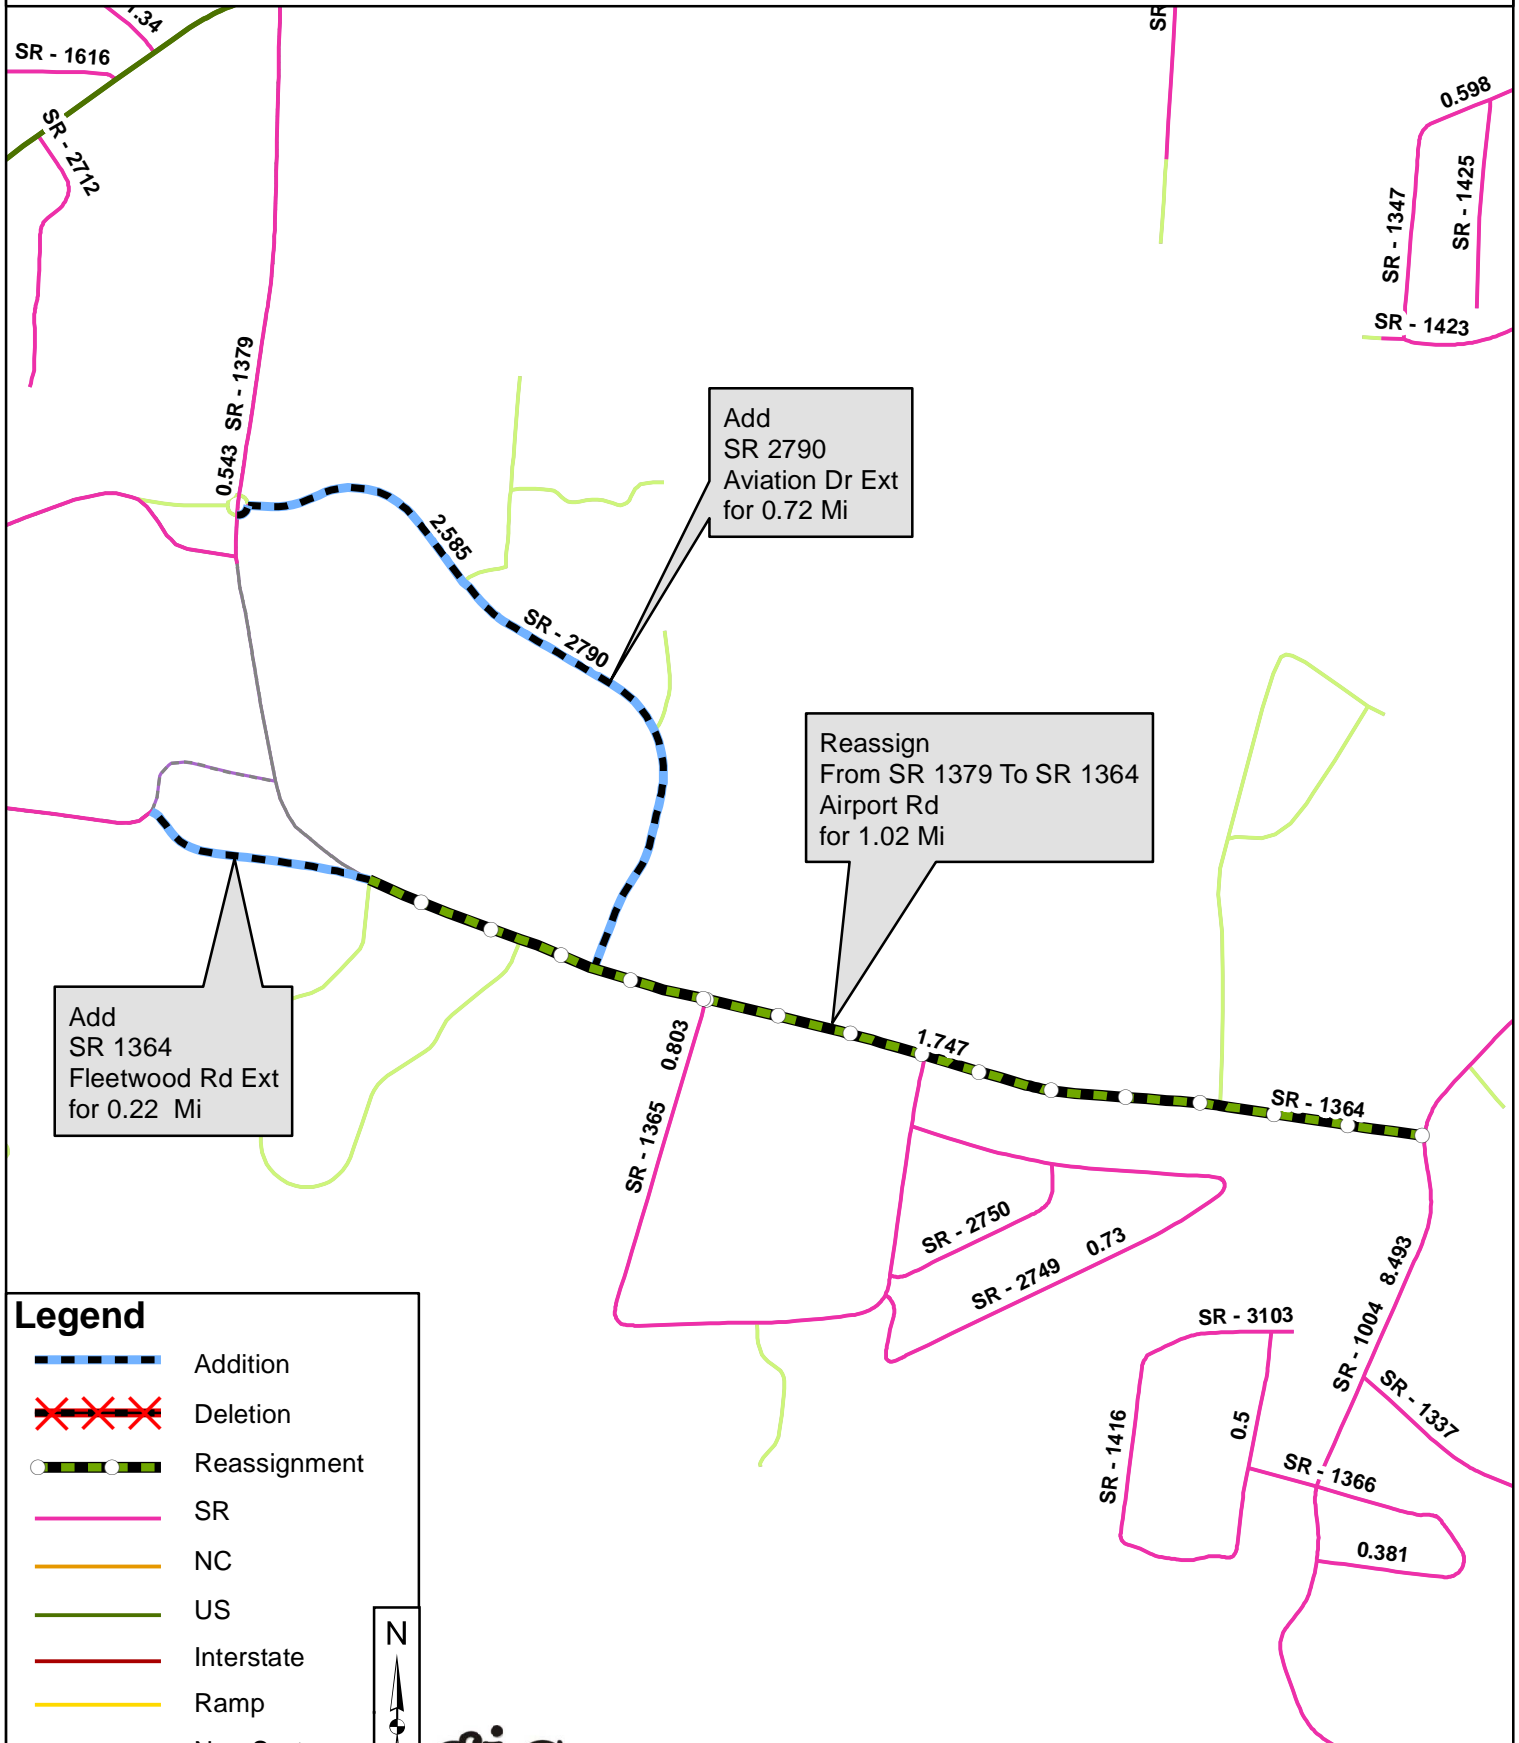 1.34
SR - 1616
SR - 2712
SR
0.598
SR - 1347
SR - 1425
SR - 1423
SR - 1379
0.543
Add
SR 2790
Aviation Dr Ext
for 0.72 Mi
2.585
SR - 2790
Reassign
From SR 1379 To SR 1364
Airport Rd
for 1.02 Mi
Add
SR 1364
Fleetwood Rd Ext
for 0.22 Mi
0.803
SR - 1365
1.747
SR - 1364
SR - 2750
SR - 2749 0.73
8.493
SR - 1004
SR - 3103
SR - 1416
0.5
SR - 1337
SR - 1366
0.381
Legend
Addition
Deletion
Reassignment
SR
NC
US
Interstate
Ramp
N